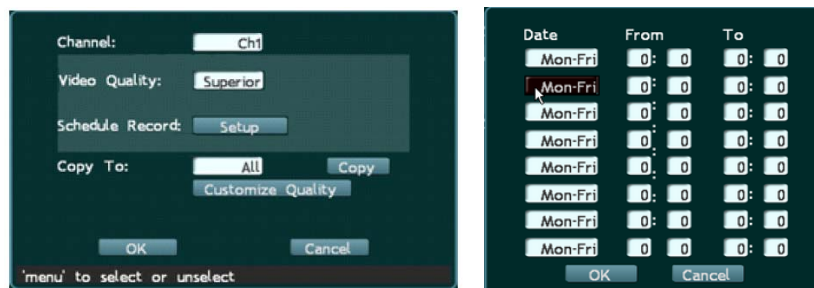 Channel: Ch1
Video Quality: Superior
Schedule Record: Setup
Copy To: All Copy
Customize Quality
OK Cancel
'menu' to select or unselect
Date From To
Mon-Fri 0: 0 0: 0
Mon-Fri 0: 0 0: 0
Mon-Fri 0: 0 0: 0
Mon-Fri 0: 0 0: 0
Mon-Fri 0: 0 0: 0
Mon-Fri 0: 0 0: 0
Mon-Fri 0: 0 0: 0
Mon-Fri 0 0 0: 0
OK Cancel